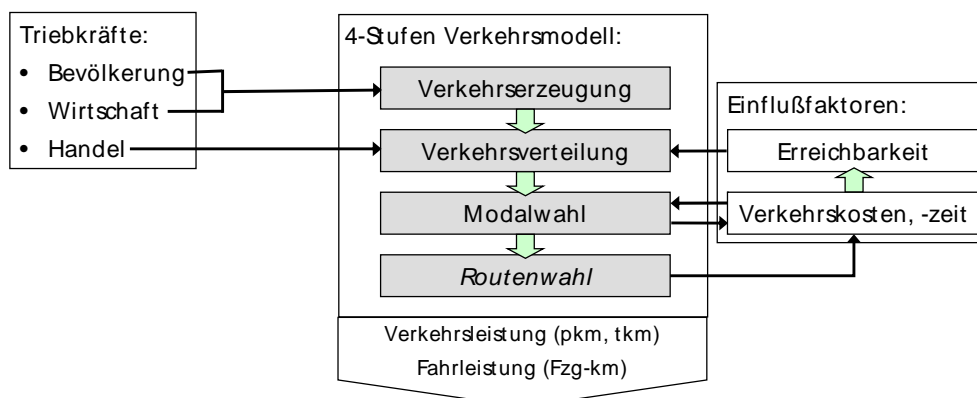 Triebkräfte:
• Bevölkerung
• Wirtschaft
• Handel
4-Stufen Verkehrsmodell:
Verkehrserzeugung
Verkehrsverteilung
Modalwahl
Routenwahl
Verkehrsleistung (pkm, tkm)
Fahrleistung (Fzg-km)
Einflußfaktoren:
Erreichbarkeit
Verkehrskosten, -zeit